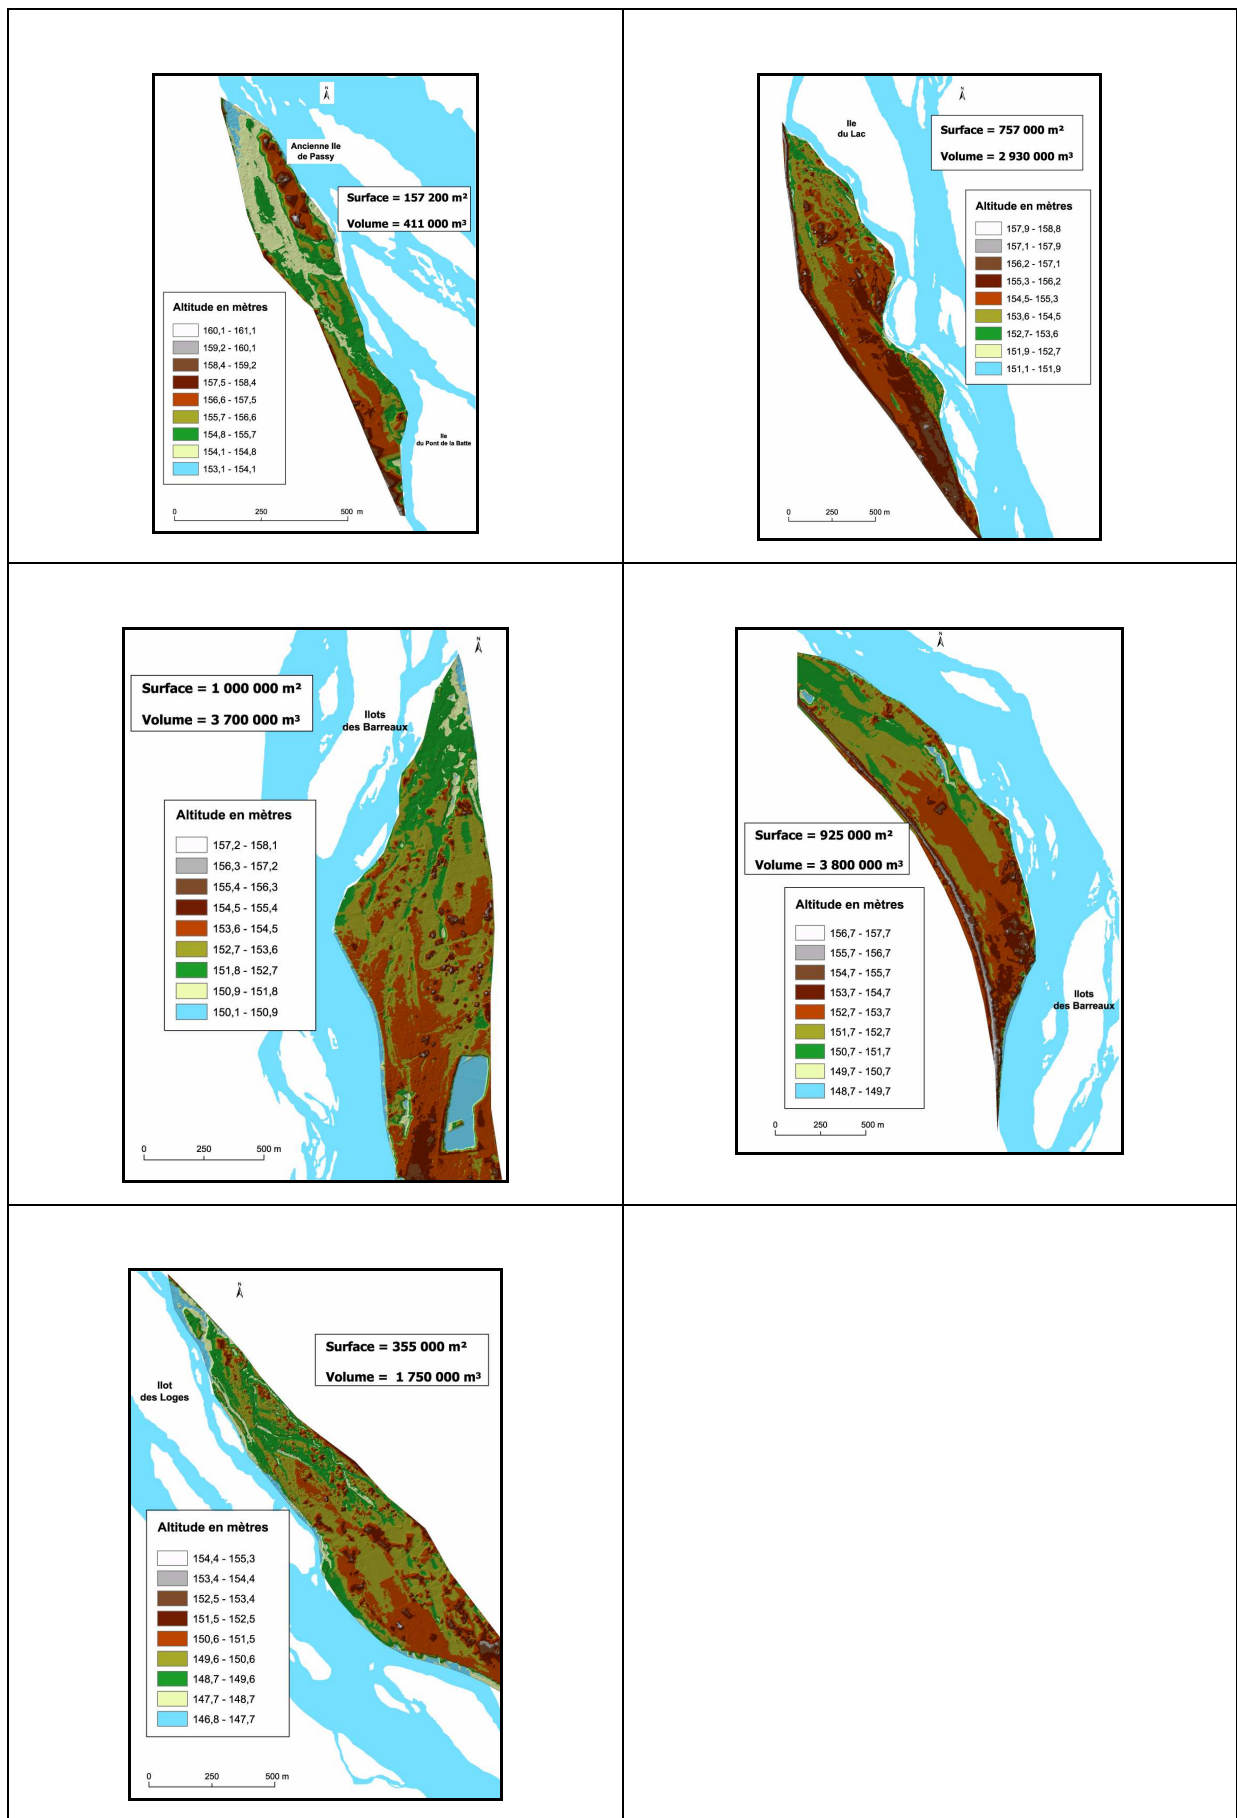 N
Ancienne Ile
de Passy
Surface = 157 200 m²
Volume = 411 000 m³
Altitude en mètres
160,1 - 161,1
159,2 - 160,1
158,4 - 159,2
157,5 - 158,4
156,6 - 157,5
155,7 - 156,6
154,8 - 155,7
154,1 - 154,8
153,1 - 154,1
Ile
du Pont de la Batte
0 250 500 m
N
Ile
du Lac
Surface = 757 000 m²
Volume = 2 930 000 m³
Altitude en mètres
157,9 - 158,8
157,1 - 157,9
156,2 - 157,1
155,3 - 156,2
154,5- 155,3
153,6 - 154,5
152,7- 153,6
151,9 - 152,7
151,1 - 151,9
0 250 500 m
N
Surface = 1 000 000 m²
Volume = 3 700 000 m³
Ilots
des Barreaux
Altitude en mètres
157,2 - 158,1
156,3 - 157,2
155,4 - 156,3
154,5 - 155,4
153,6 - 154,5
152,7 - 153,6
151,8 - 152,7
150,9 - 151,8
150,1 - 150,9
0 250 500 m
N
Surface = 925 000 m²
Volume = 3 800 000 m³
Altitude en mètres
156,7 - 157,7
155,7 - 156,7
154,7 - 155,7
153,7 - 154,7
152,7 - 153,7
151,7 - 152,7
150,7 - 151,7
149,7 - 150,7
148,7 - 149,7
Ilots
des Barreaux
0 250 500 m
N
Surface = 355 000 m²
Volume = 1 750 000 m³
Ilot
des Loges
Altitude en mètres
154,4 - 155,3
153,4 - 154,4
152,5 - 153,4
151,5 - 152,5
150,6 - 151,5
149,6 - 150,6
148,7 - 149,6
147,7 - 148,7
146,8 - 147,7
0 250 500 m